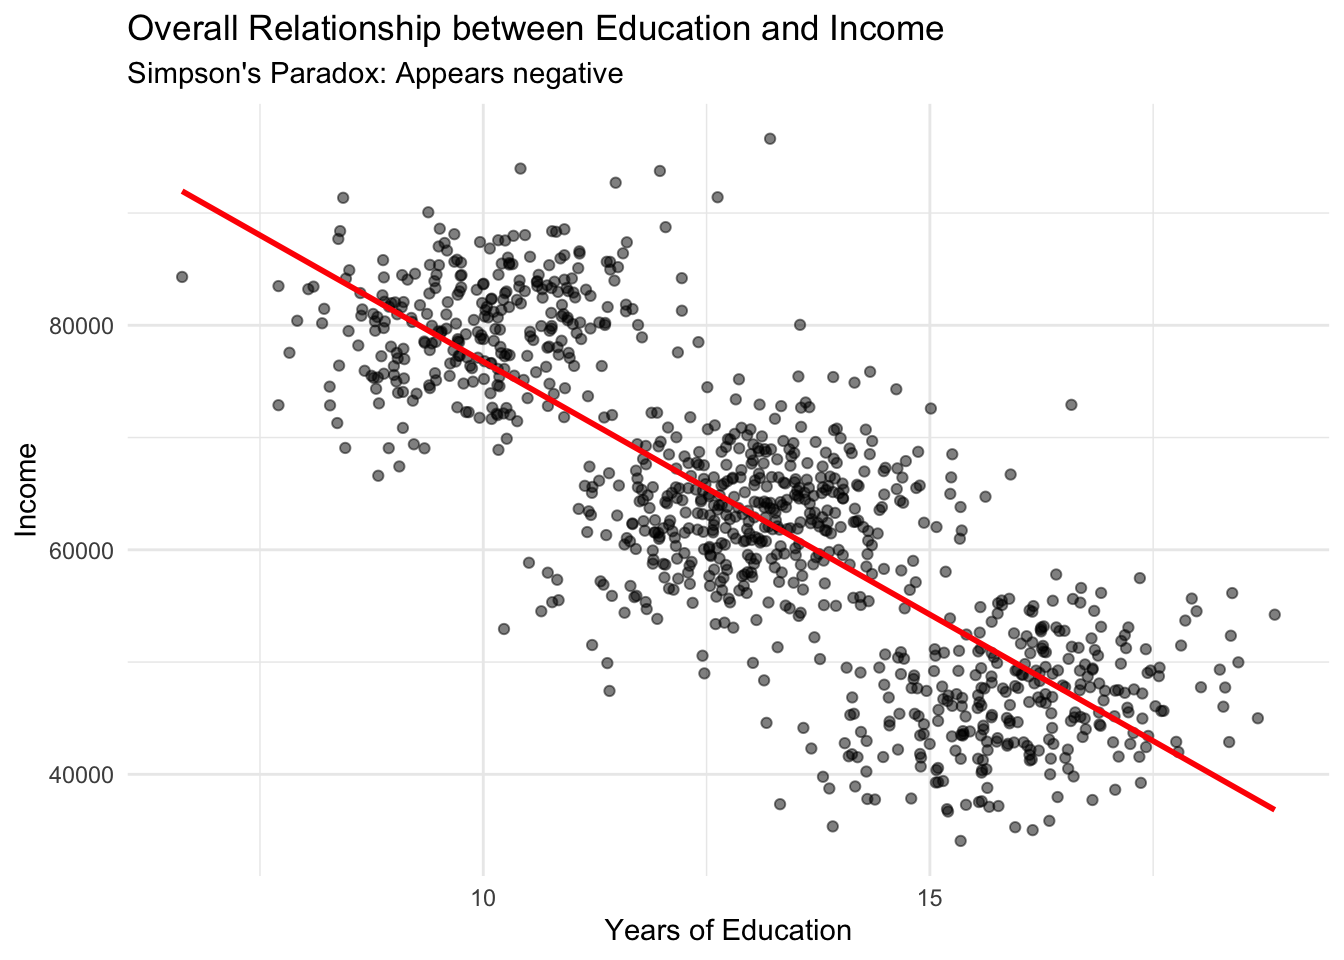 Overall Relationship between Education and Income
Simpson's Paradox: Appears negative
Income
80000
60000
40000
10
15
Years of Education